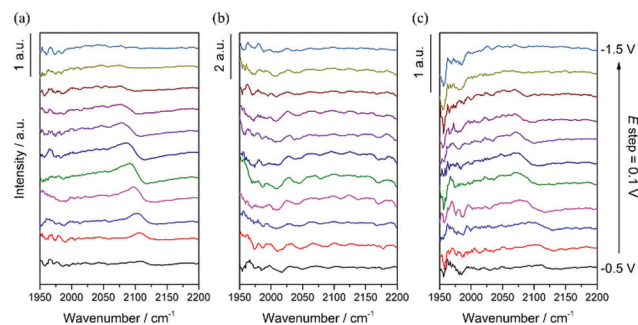 (a) (b) (c)
1 a.u. 2 a.u. 1 a.u.
Intensity / a.u.
-1.5 V
E step = 0.1 V
-0.5 V
1950 2000 2050 2100 2150 2200 1950 2000 2050 2100 2150 2200 1950 2000 2050 2100 2150 2200
Wavenumber / cm⁻¹ Wavenumber / cm⁻¹ Wavenumber / cm⁻¹